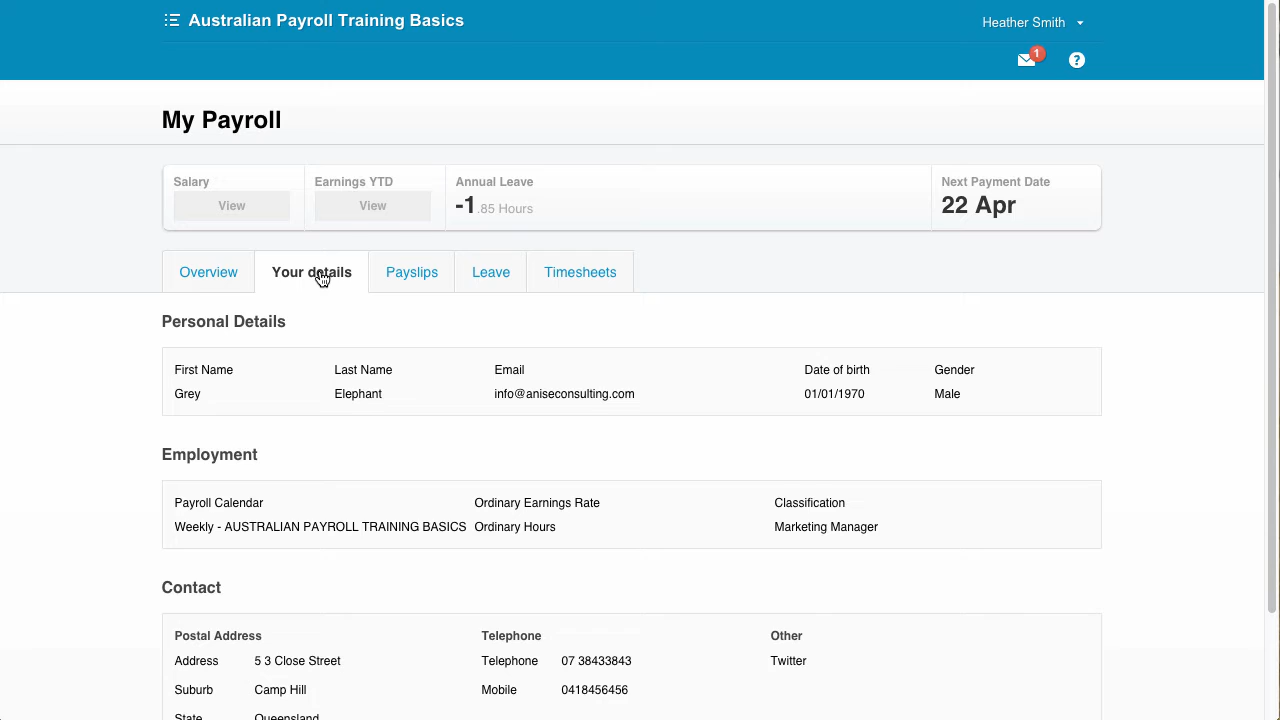 Australian Payroll Training Basics
Heather Smith
1
?
My Payroll
Salary Earnings YTD Annual Leave Next Payment Date
View View -1.85 Hours 22 Apr
Overview Your details Payslips Leave Timesheets
Personal Details
First Name Last Name Email Date of birth Gender
Grey Elephant info@aniseconsulting.com 01/01/1970 Male
Employment
Payroll Calendar Ordinary Earnings Rate Classification
Weekly - AUSTRALIAN PAYROLL TRAINING BASICS Ordinary Hours Marketing Manager
Contact
Postal Address Telephone Other
Address 5 3 Close Street Telephone 07 38433843 Twitter
Suburb Camp Hill Mobile 0418456456
State Queensland